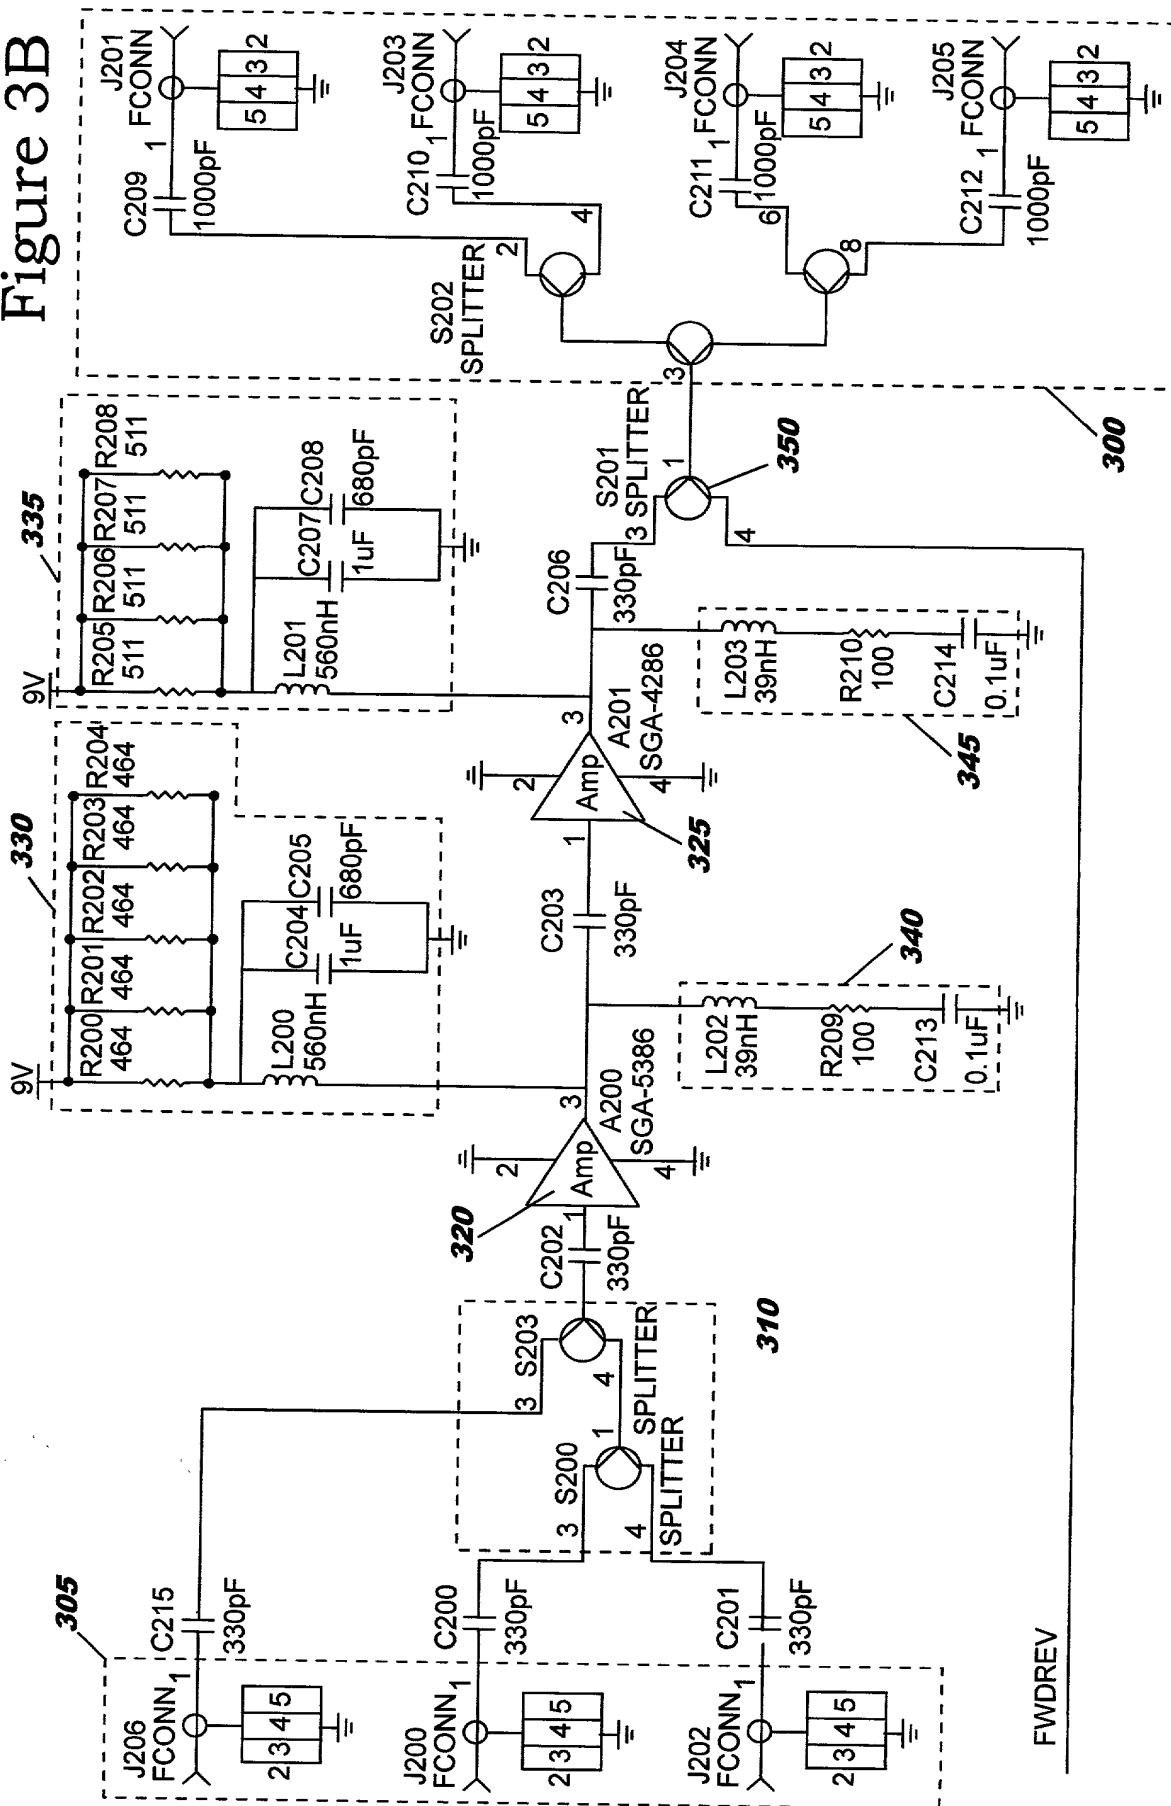 Figure 3B
305
J206
FCONN
1
2 3 4 5
C215
330pF
J200
FCONN
1
2 3 4 5
C200
330pF
J202
FCONN
1
2 3 4 5
C201
330pF
FWDREV
310
3
S200
4
SPLITTER
1
3
S203
4
SPLITTER
C202
330pF
320
1
Amp
2
3
4
A200
SGA-5386
330
9V
R200
464
R201
464
R202
464
R203
464
R204
464
L200
560nH
C204
1uF
C205
680pF
340
L202
39nH
R209
100
C213
0.1uF
C203
330pF
325
1
Amp
2
3
4
A201
SGA-4286
335
9V
R205
511
R206
511
R207
511
R208
511
L201
560nH
C207
1uF
C208
680pF
345
L203
39nH
R210
100
C214
0.1uF
C206
330pF
S201
SPLITTER
3
1
4
350
300
3
S202
SPLITTER
2
4
6
8
C209
1000pF
1
J201
FCONN
5 4 3 2
C210
1000pF
1
J203
FCONN
5 4 3 2
C211
1000pF
1
J204
FCONN
5 4 3 2
C212
1000pF
1
J205
FCONN
5 4 3 2